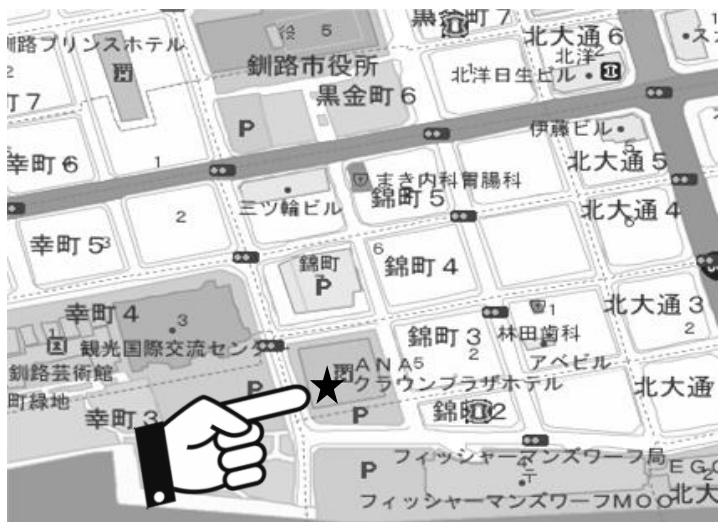 黒金町7
北大通6
釧路プリンスホテル
5
2
北洋
釧路市役所
北洋日生ビル
町7
黒金町6
P
伊藤ビル
幸町6
1
北大通5
まき内科胃腸科
錦町5
三ツ輪ビル
北大通4
2
幸町5
3
6
錦町
錦町4
P
幸町4
3
北大通3
1
錦町3
林田歯科
2
2
観光国際交流センター
アベビル
釧路芸術館
ANA
5
クラウンプラザホテル
北大通
町緑地
P
幸町3
P
錦町2
フィッシャーマンズワーフ局
P
4
EGG
フィッシャーマンズワーフMOO
2
北大